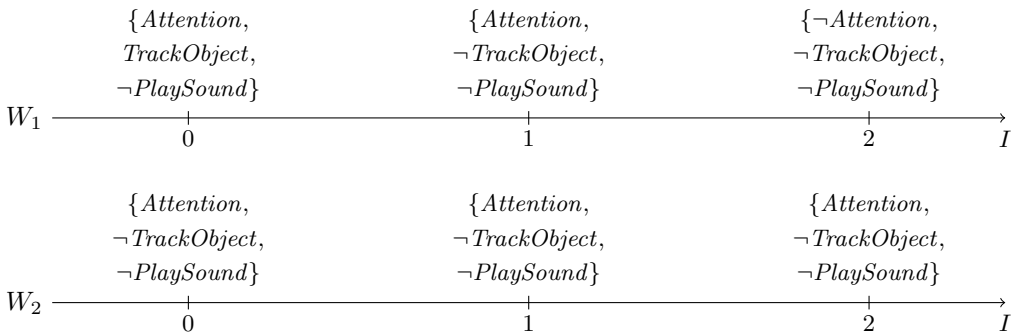 {Attention, {Attention, {¬Attention,
TrackObject, ¬TrackObject, ¬TrackObject,
¬PlaySound} ¬PlaySound} ¬PlaySound}
W₁
0 1 2 I
{Attention, {Attention, {Attention,
¬TrackObject, ¬TrackObject, ¬TrackObject,
¬PlaySound} ¬PlaySound} ¬PlaySound}
W₂
0 1 2 I